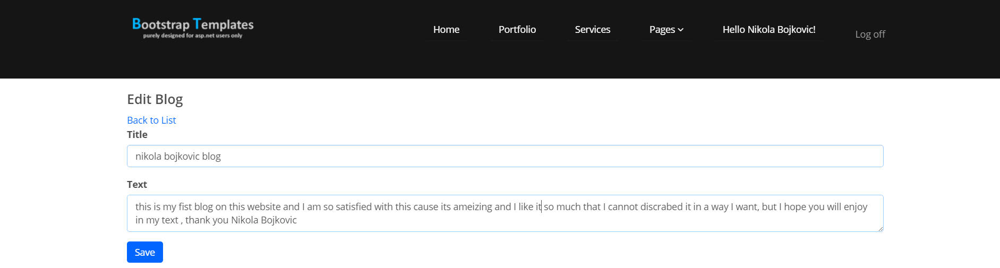 Bootstrap Templates
purely designed for asp.net users only
Home Portfolio Services Pages Hello Nikola Bojkovic! Log off
Edit Blog
Back to List
Title
nikola bojkovic blog
Text
this is my fist blog on this website and I am so satisfied with this cause its ameizing and I like it so much that I cannot discrabed it in a way I want, but I hope you will enjoy
in my text , thank you Nikola Bojkovic
Save